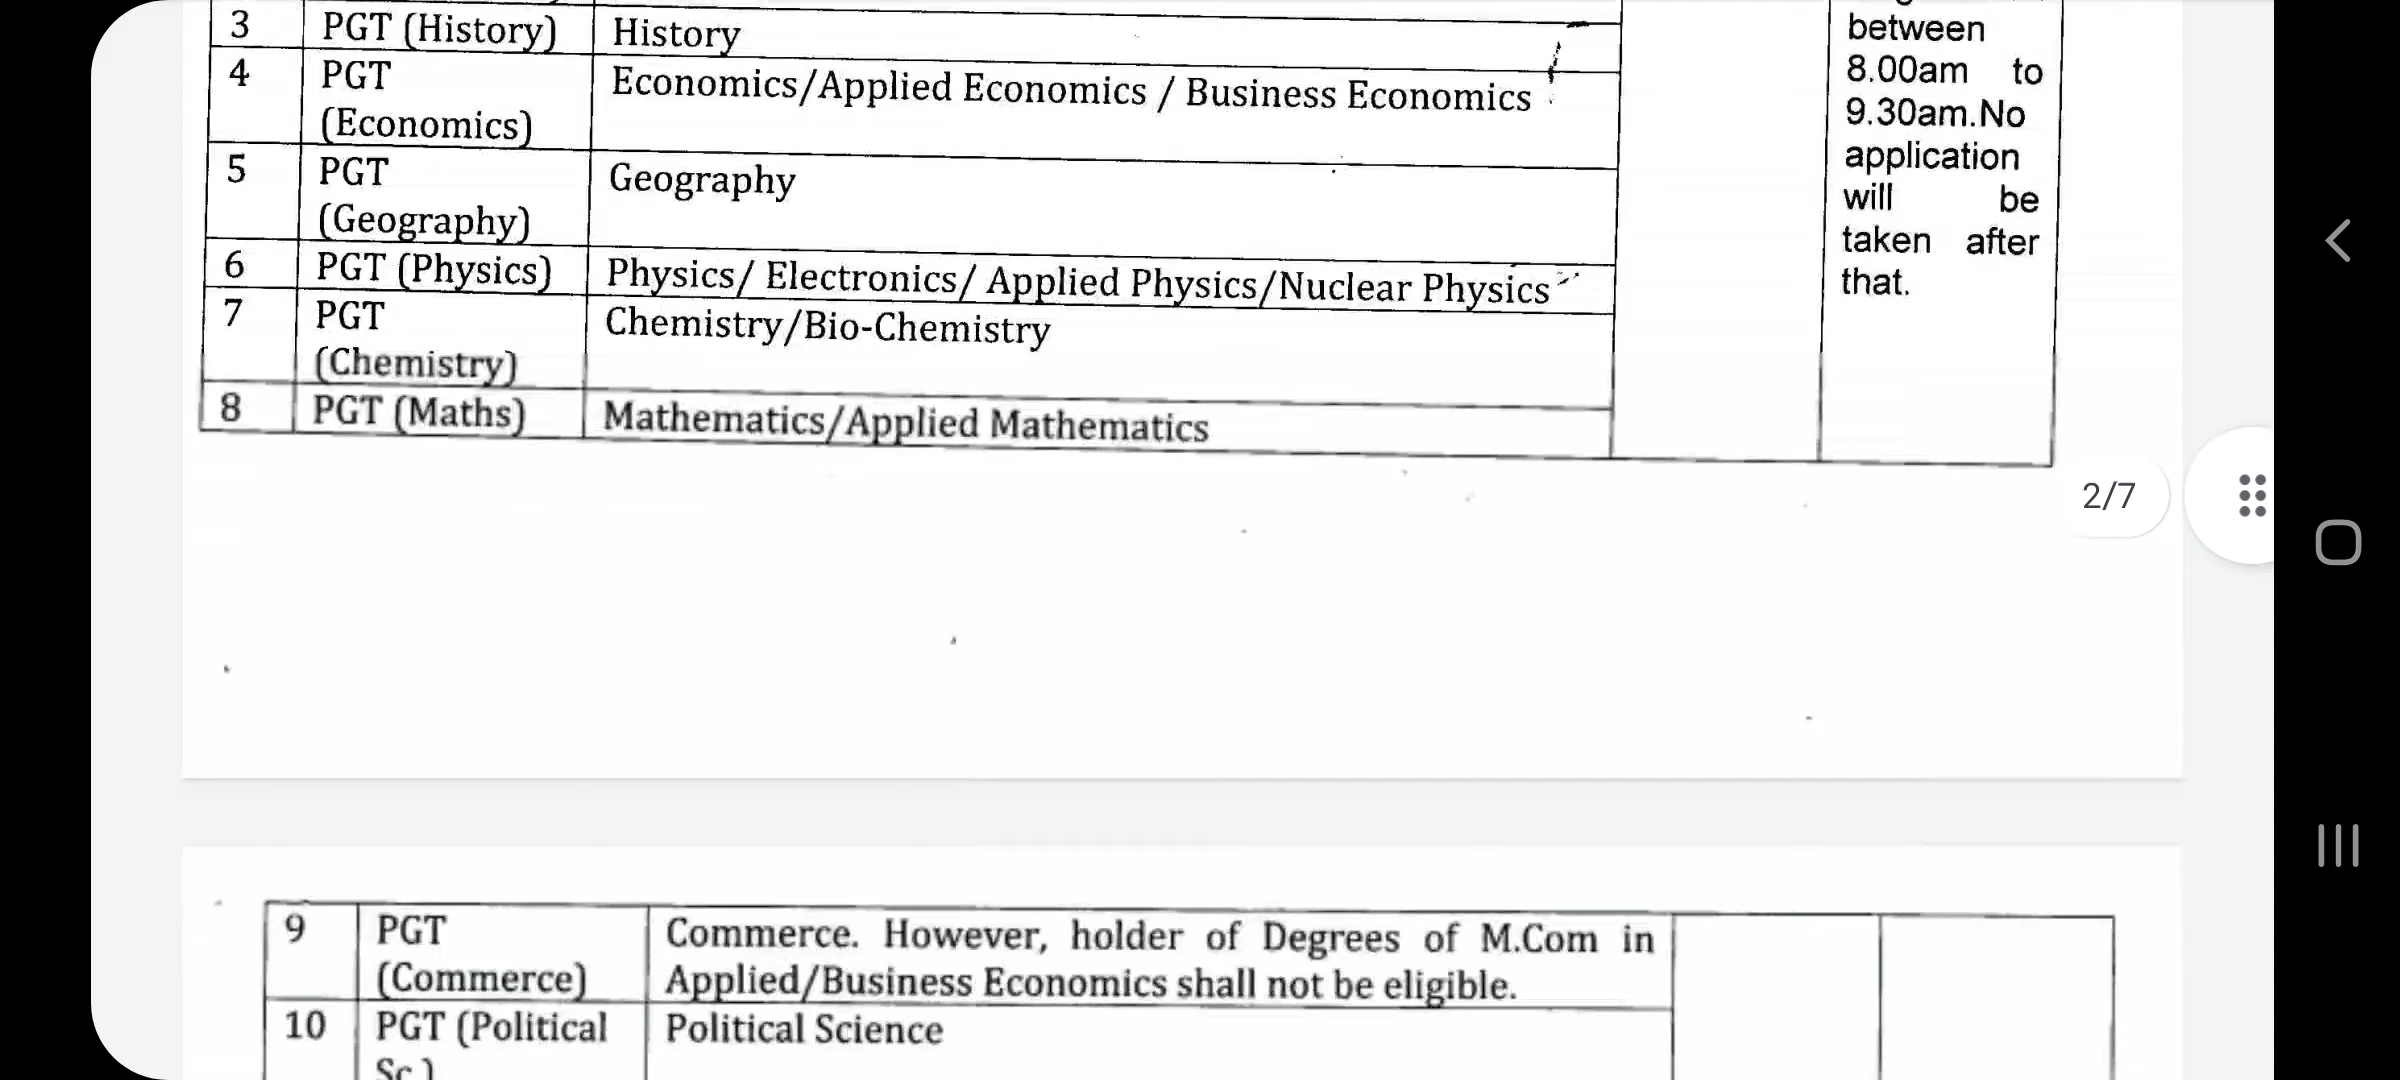 3 PGT (History) History
4 PGT Economics/Applied Economics / Business Economics
(Economics)
5 PGT Geography
(Geography)
6 PGT (Physics) Physics/ Electronics/ Applied Physics/Nuclear Physics
7 PGT Chemistry/Bio-Chemistry
(Chemistry)
8 PGT (Maths) Mathematics/Applied Mathematics
between
8.00am to
9.30am.No
application
will be
taken after
that.
2/7
9 PGT Commerce. However, holder of Degrees of M.Com in
(Commerce) Applied/Business Economics shall not be eligible.
10 PGT (Political Political Science
Sc.)